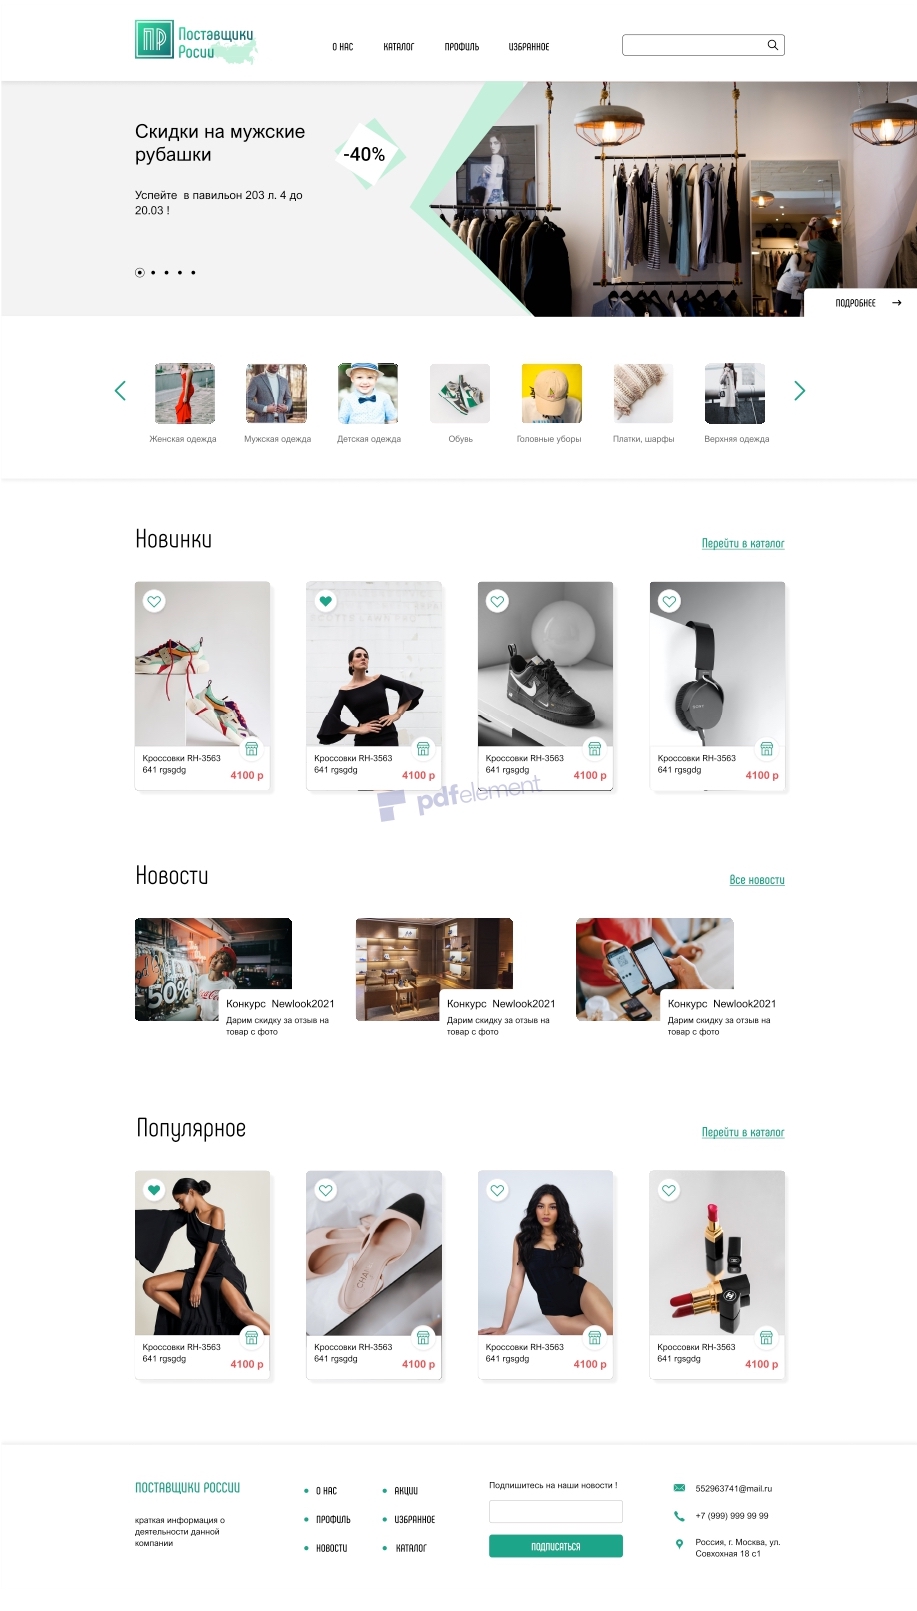 ПР Поставщики
Росии
О НАС КАТАЛОГ ПРОФИЛЬ ИЗБРАННОЕ
Скидки на мужские
рубашки
-40%
Успейте в павильон 203 л. 4 до
20.03 !
ПОДРОБНЕЕ
Женская одежда Мужская одежда Детская одежда Обувь Головные уборы Платки, шарфы Верхняя одежда
Новинки
Перейти в каталог
SONY
Кроссовки RH-3563 Кроссовки RH-3563 Кроссовки RH-3563 Кроссовки RH-3563
641 rgsgdg 641 rgsgdg 641 rgsgdg 641 rgsgdg
4100 р 4100 р 4100 р 4100 р
pdfelement
Новости
Все новости
50%
Конкурс Newlook2021 Конкурс Newlook2021 Конкурс Newlook2021
Дарим скидку за отзыв на Дарим скидку за отзыв на Дарим скидку за отзыв на
товар с фото товар с фото товар с фото
Популярное
Перейти в каталог
Кроссовки RH-3563 Кроссовки RH-3563 Кроссовки RH-3563 Кроссовки RH-3563
641 rgsgdg 641 rgsgdg 641 rgsgdg 641 rgsgdg
4100 р 4100 р 4100 р 4100 р
ПОСТАВЩИКИ РОССИИ
краткая информация о
деятельности данной
компании
О НАС АКЦИИ
ПРОФИЛЬ ИЗБРАННОЕ
НОВОСТИ КАТАЛОГ
Подпишитесь на наши новости !
ПОДПИСАТЬСЯ
552963741@mail.ru
+7 (999) 999 99 99
Россия, г. Москва, ул.
Совхозная 18 с1